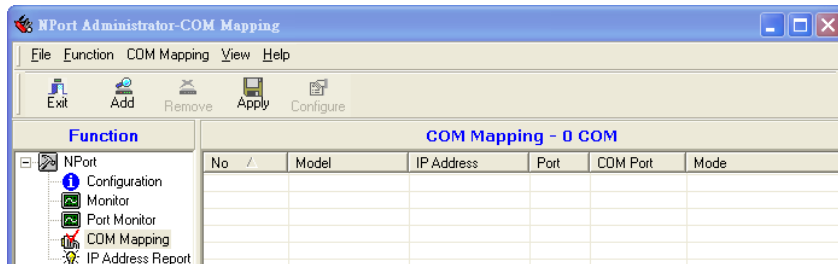 NPort Administrator-COM Mapping
File Function COM Mapping View Help
Exit Add Remove Apply Configure
Function
COM Mapping - 0 COM
NPort
No Model IP Address Port COM Port Mode
Configuration
Monitor
Port Monitor
COM Mapping
IP Address Report